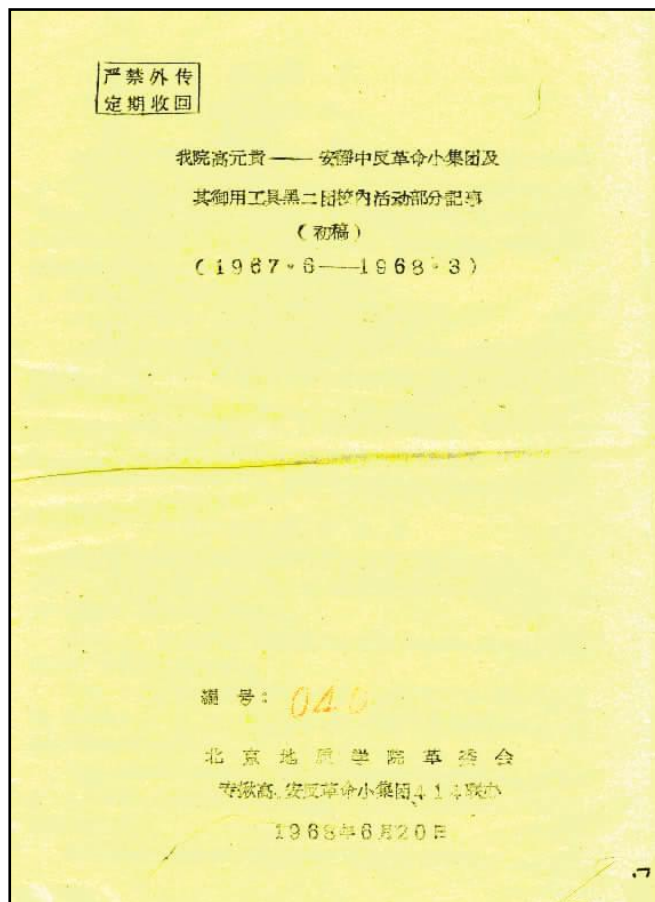 严禁外传
定期收回
我院高元贵——安静中反革命小集团及
其御用工具黑二团校内活动部分記事
（初稿）
（1967·6——1968·3）
編号：040
北京地质学院革委会
专揪高、安反革命小集团414联办
1968年6月20日